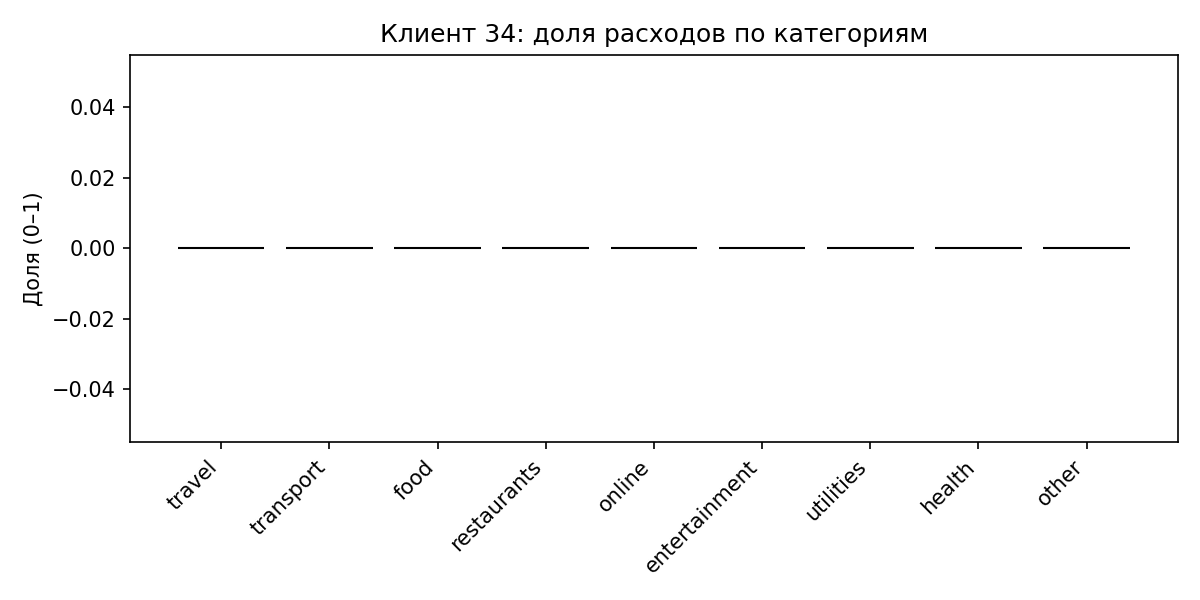 Клиент 34: доля расходов по категориям
Доля (0–1)
0.04
0.02
0.00
−0.02
−0.04
travel
transport
food
restaurants
online
entertainment
utilities
health
other